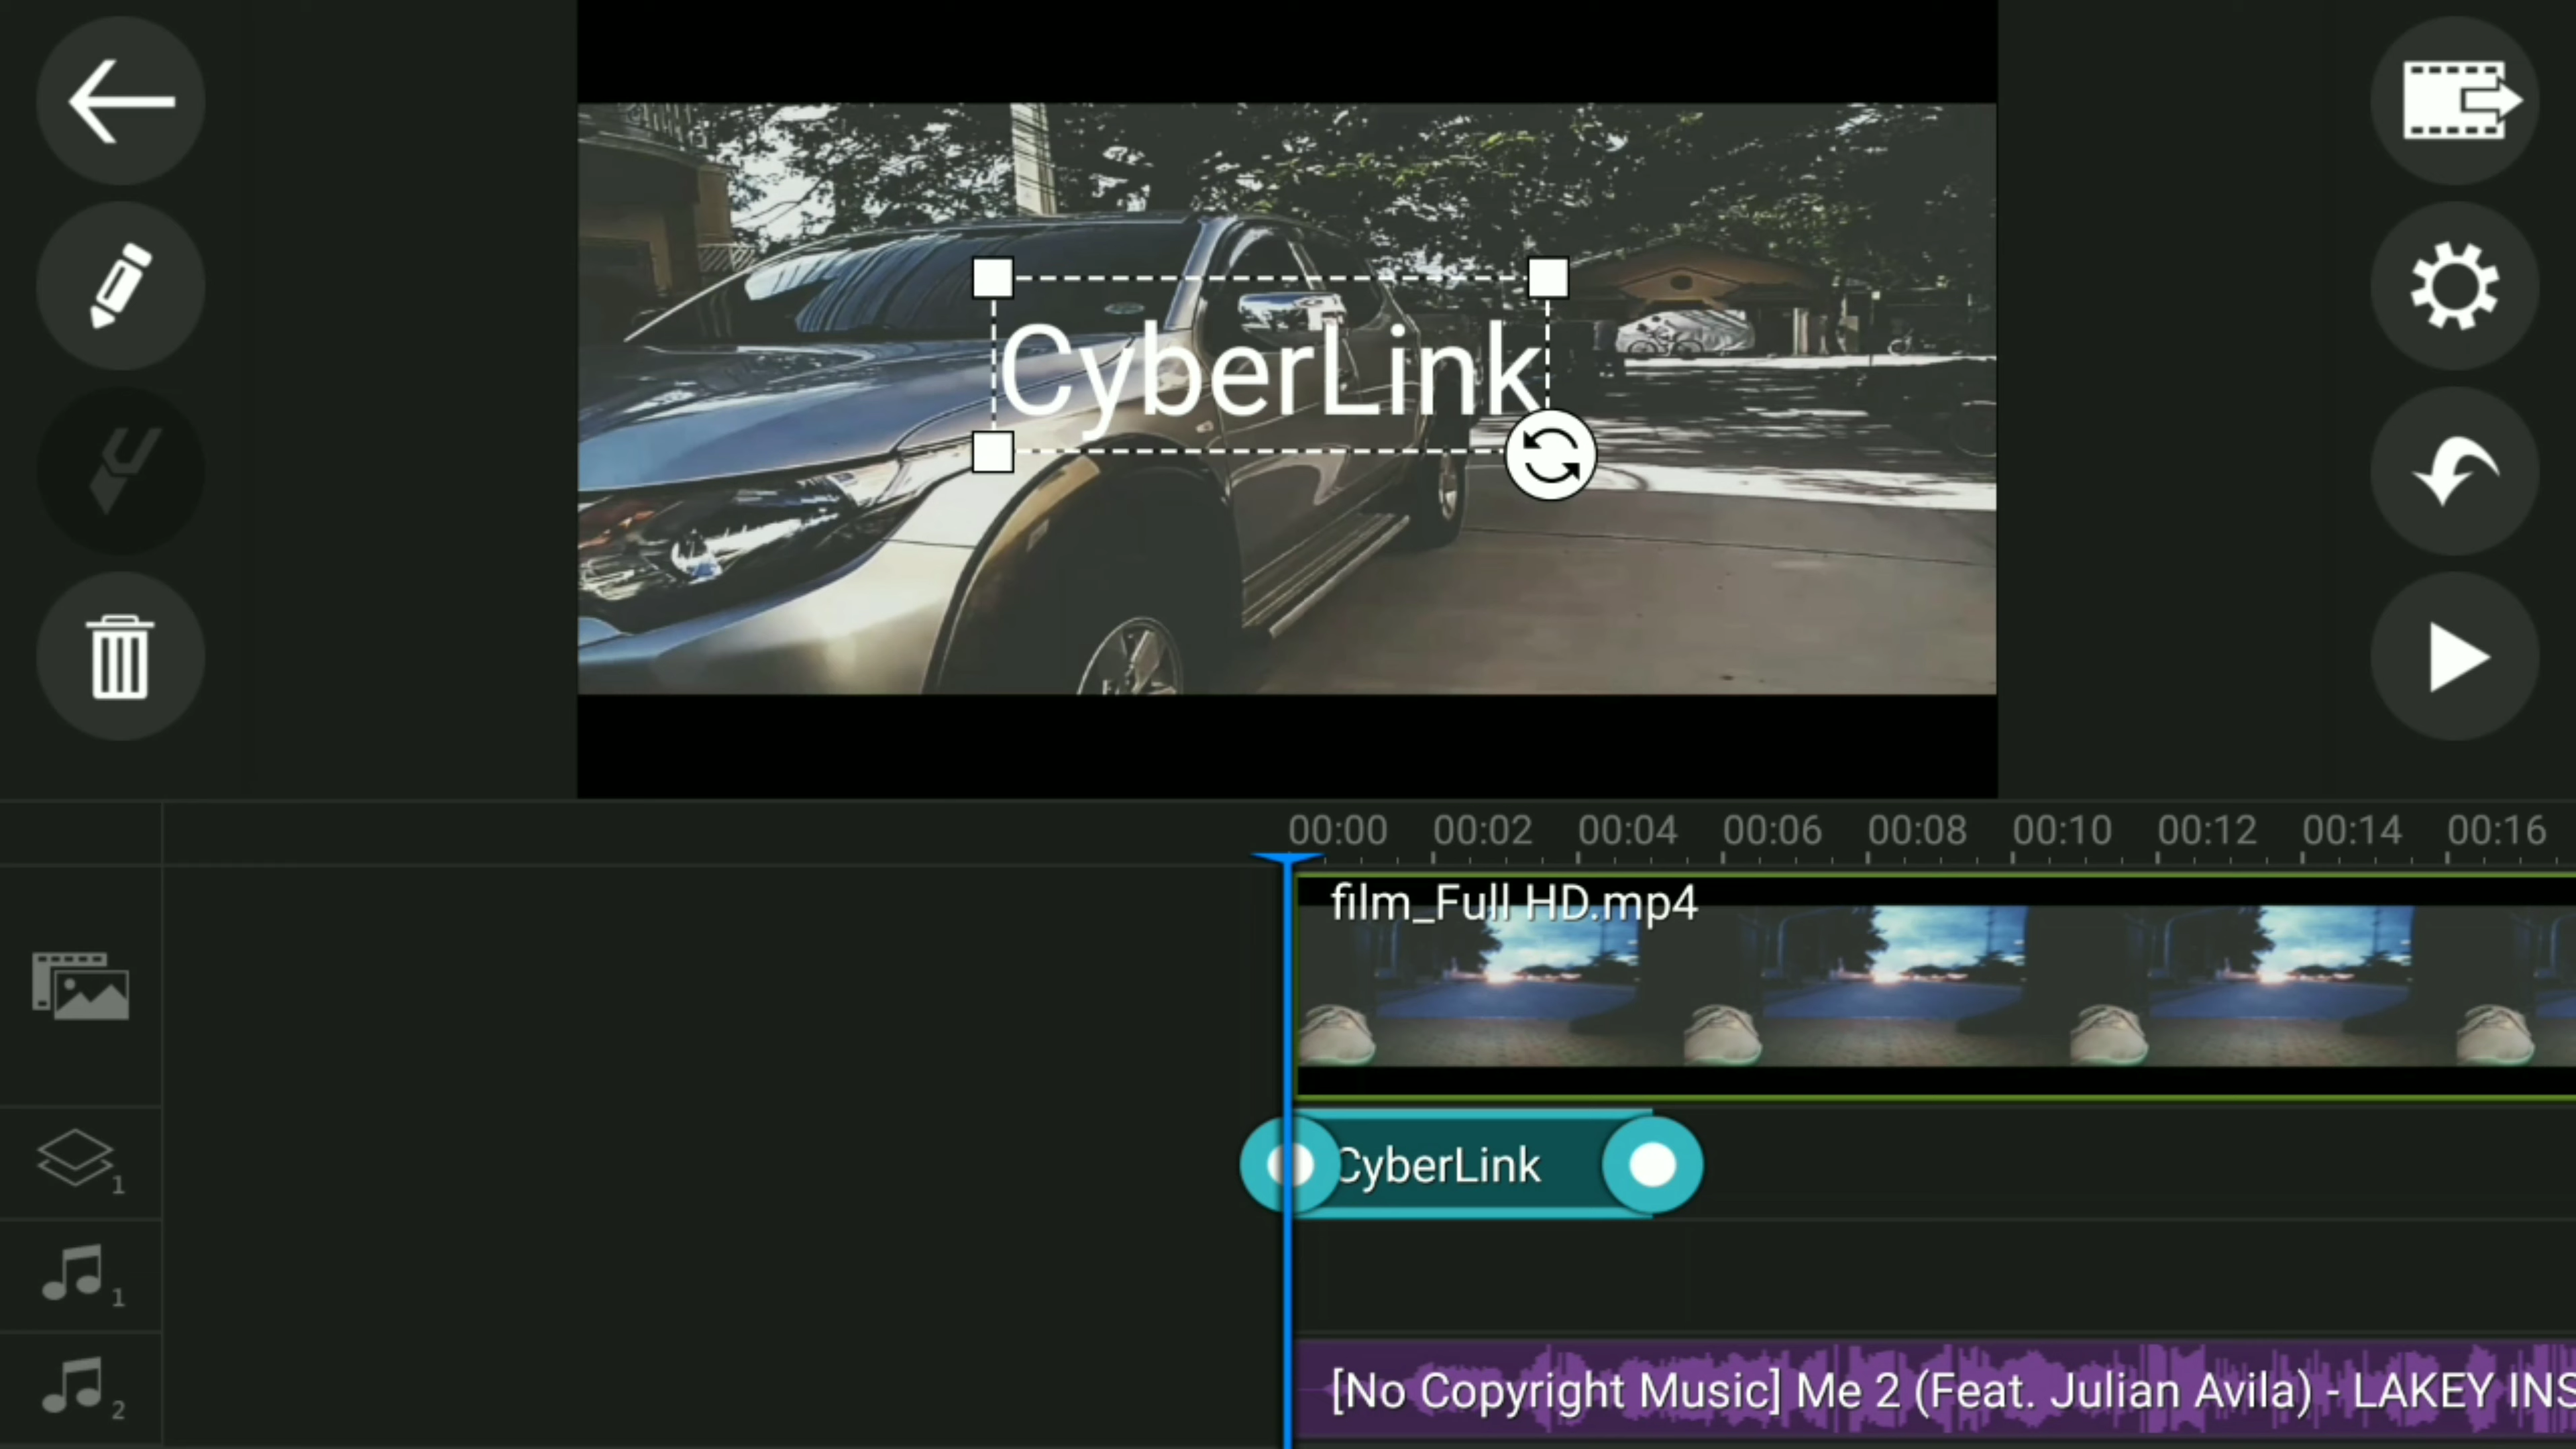 CyberLink
00:00 00:02 00:04 00:06 00:08 00:10 00:12 00:14 00:16
film_Full HD.mp4
CyberLink
1
1
[No Copyright Music] Me 2 (Feat. Julian Avila) - LAKEY INS
2